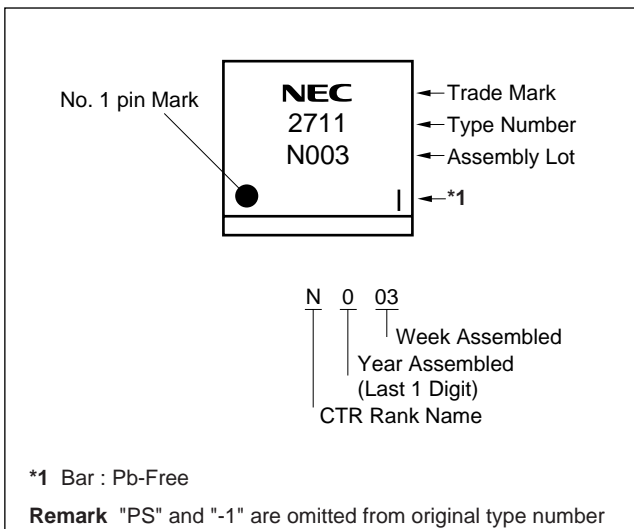 No. 1 pin Mark
NEC
2711
N003
Trade Mark
Type Number
Assembly Lot
*1
N 0 03
Week Assembled
Year Assembled
(Last 1 Digit)
CTR Rank Name
*1 Bar : Pb-Free
Remark "PS" and "-1" are omitted from original type number